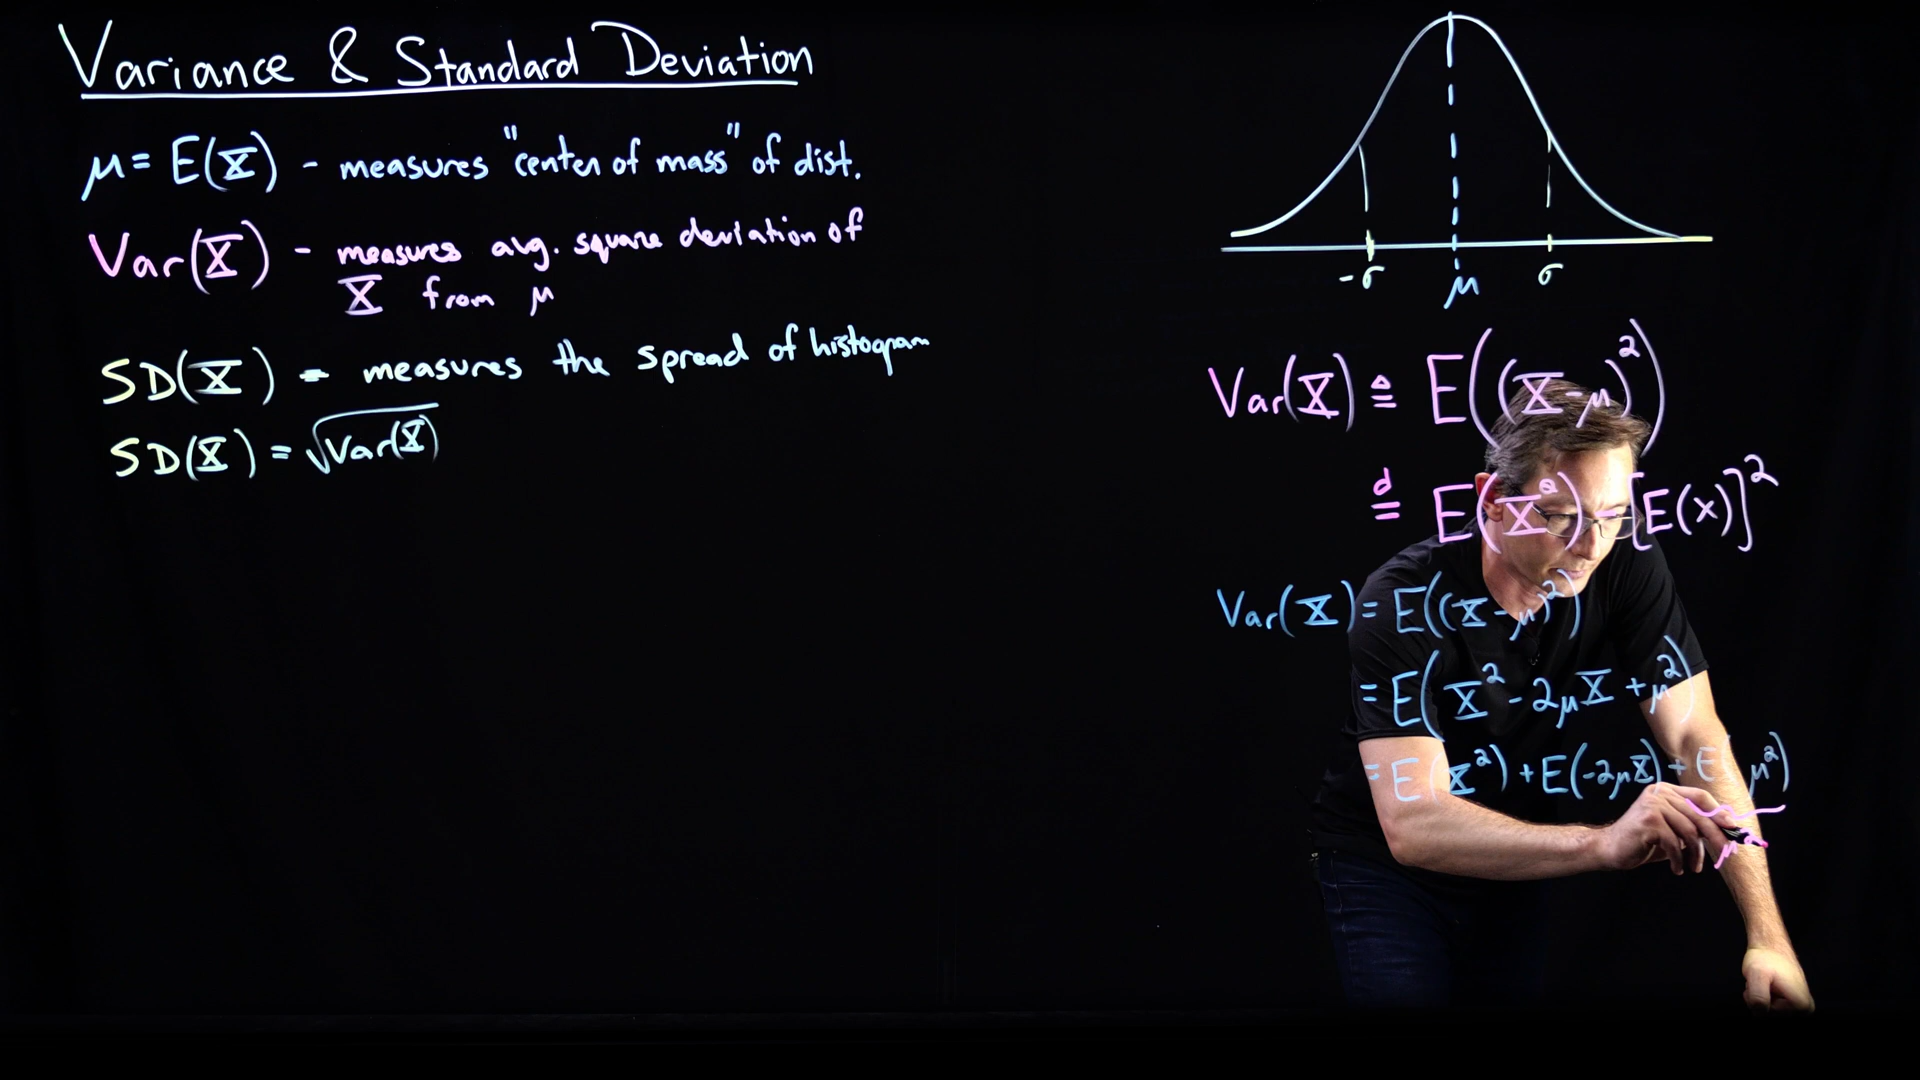 Variance & Standard Deviation
μ = E(X) - measures "center of mass" of dist.
Var(X) - measures avg. square deviation of
X from μ
SD(X) - measures the spread of histogram
SD(X) = √Var(X)
-σ μ σ
Var(X) ≜ E((X-μ)²)
≝ E(X²) - [E(x)]²
Var(X) = E((X-μ)²)
= E(X² - 2μX + μ²)
= E(X²) + E(-2μX) + E(μ²)
μ²